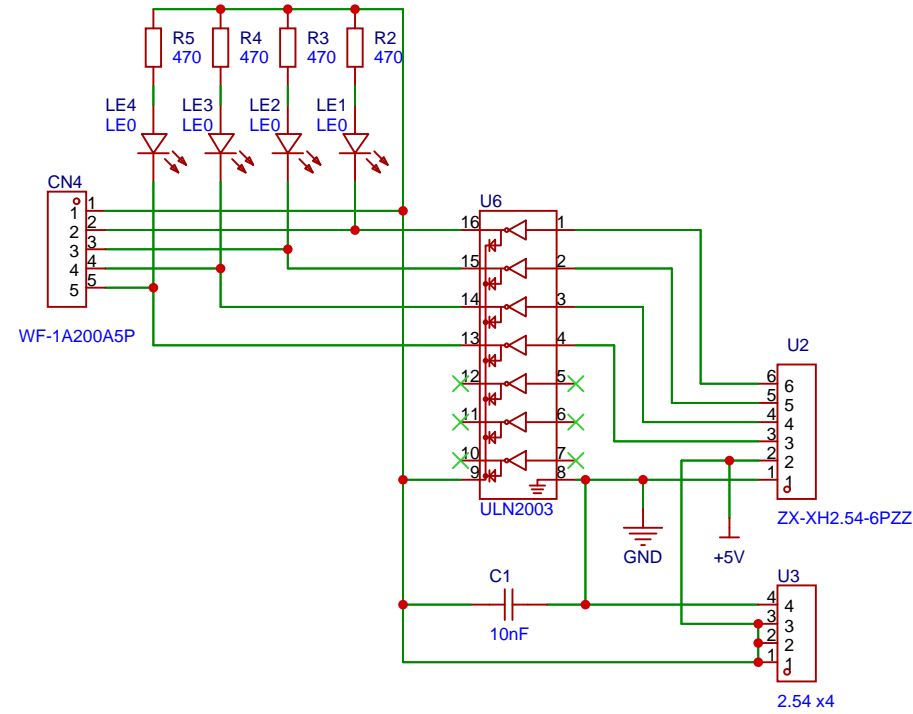 R5
470
R4
470
R3
470
R2
470
LE4
LE0
LE3
LE0
LE2
LE0
LE1
LE0
CN4
1
1
2
2
3
3
4
4
5
5
WF-1A200A5P
U6
16
1
15
2
14
3
13
4
12
5
11
6
10
7
9
8
ULN2003
U2
6
6
5
5
4
4
3
3
2
2
1
1
ZX-XH2.54-6PZZ
GND
+5V
C1
10nF
U3
4
4
3
3
2
2
1
1
2.54 x4